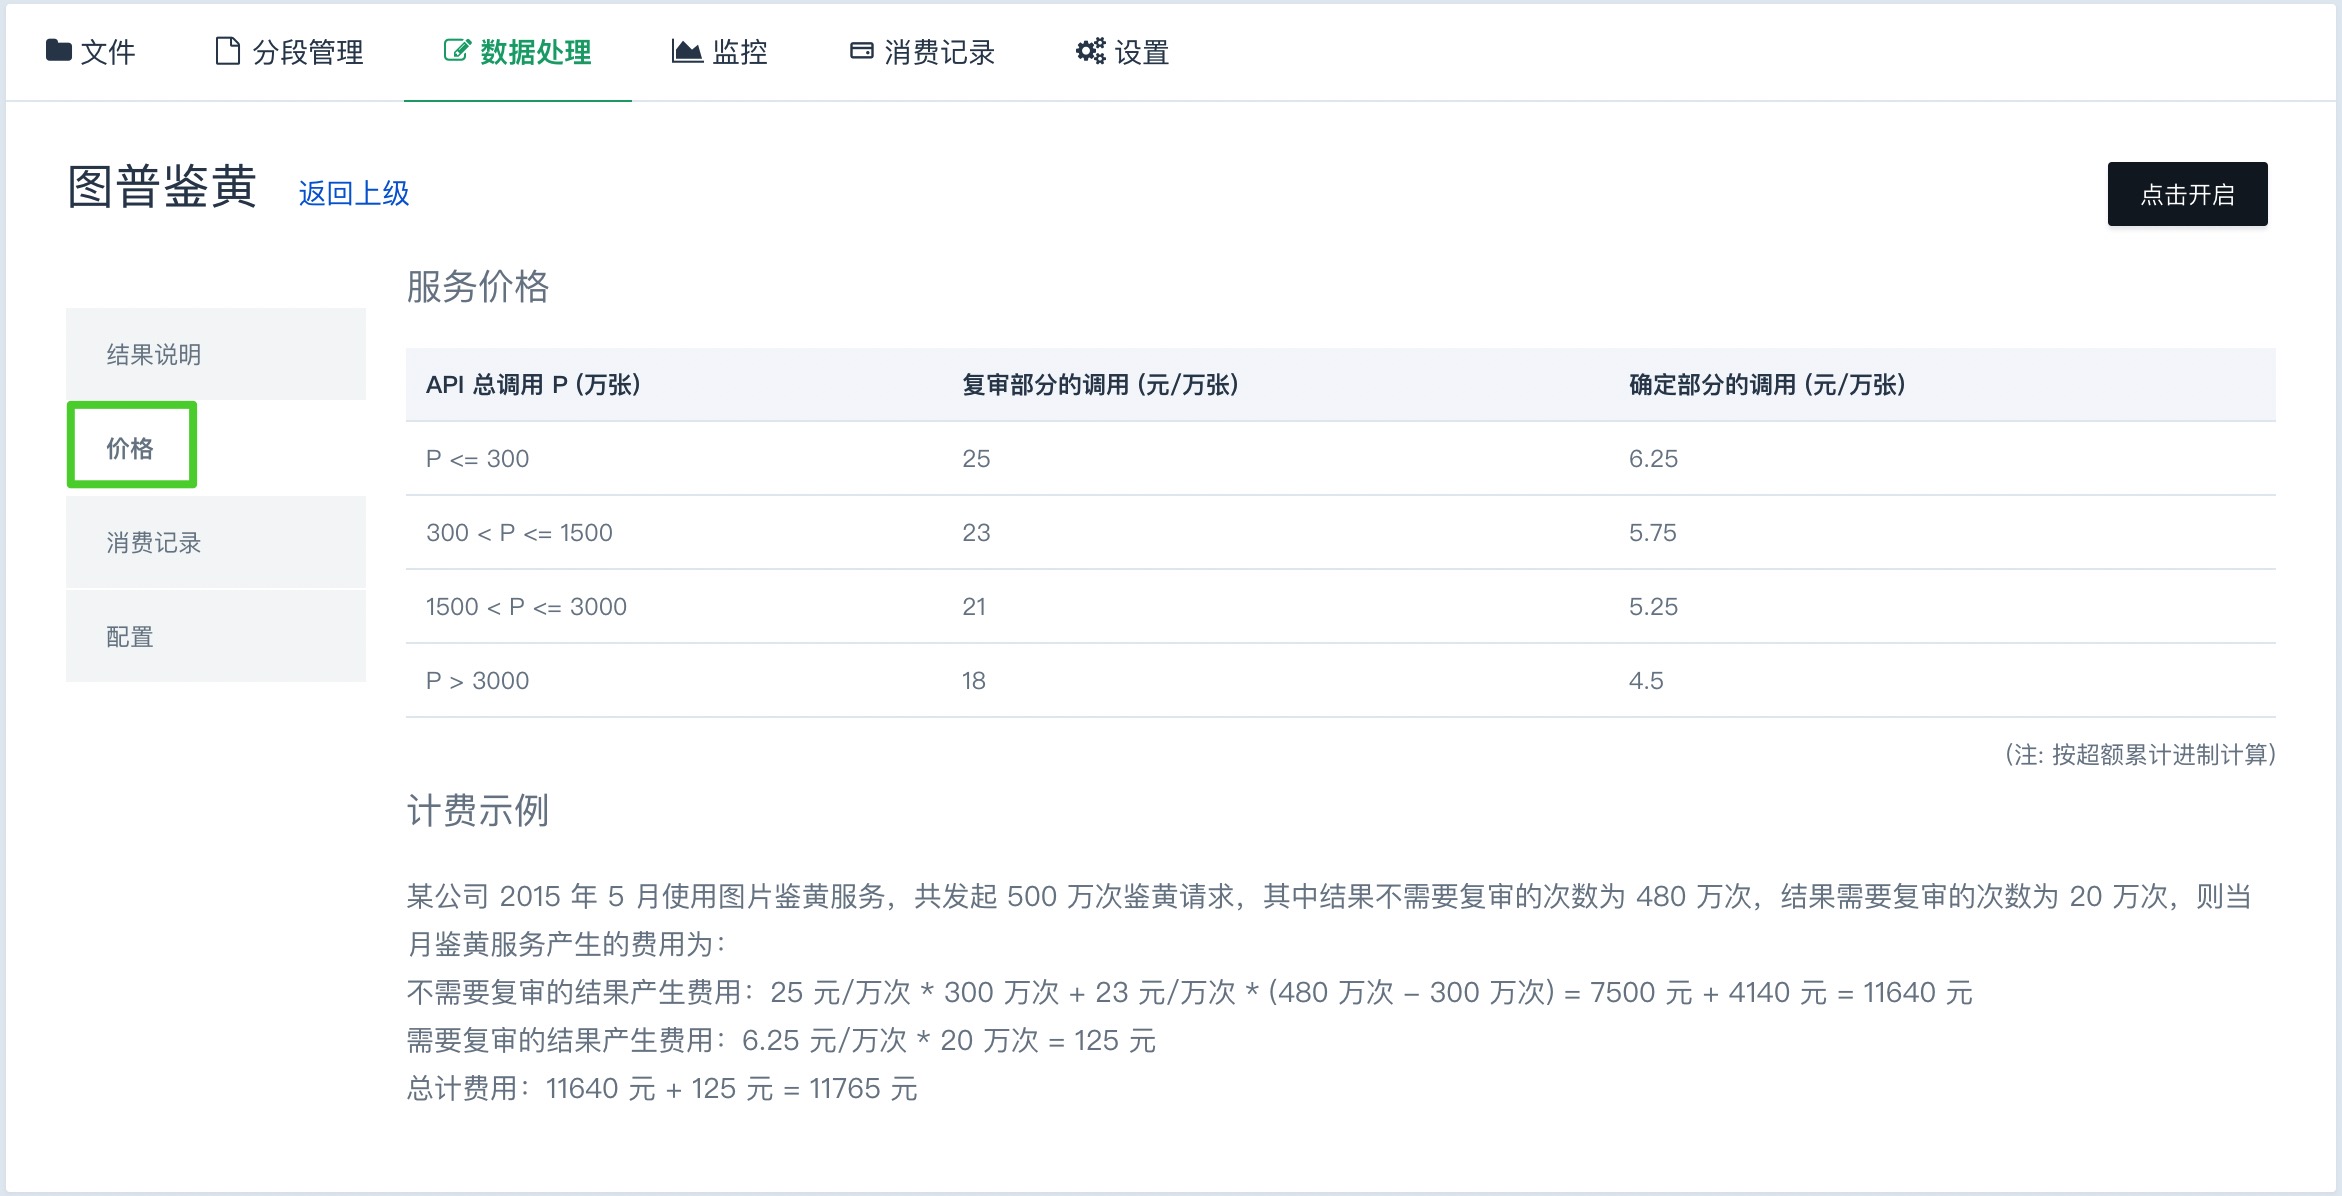 文件 分段管理 数据处理 监控 消费记录 设置
图普鉴黄 返回上级 点击开启
结果说明
价格
消费记录
配置
服务价格
API 总调用 P (万张) 复审部分的调用 (元/万张) 确定部分的调用 (元/万张)
P <= 300 25 6.25
300 < P <= 1500 23 5.75
1500 < P <= 3000 21 5.25
P > 3000 18 4.5
(注: 按超额累计进制计算)
计费示例
某公司 2015 年 5 月使用图片鉴黄服务，共发起 500 万次鉴黄请求，其中结果不需要复审的次数为 480 万次，结果需要复审的次数为 20 万次，则当
月鉴黄服务产生的费用为：
不需要复审的结果产生费用：25 元/万次 * 300 万次 + 23 元/万次 * (480 万次 – 300 万次) = 7500 元 + 4140 元 = 11640 元
需要复审的结果产生费用：6.25 元/万次 * 20 万次 = 125 元
总计费用：11640 元 + 125 元 = 11765 元